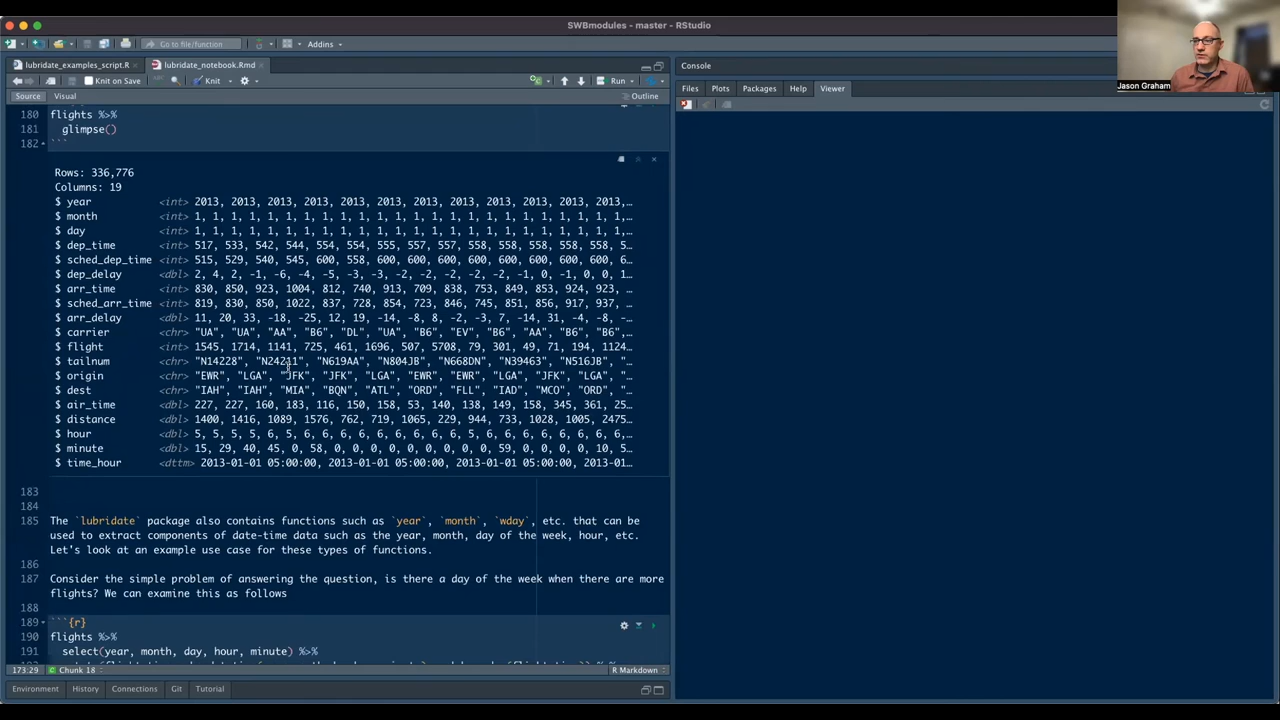 SWBmodules - master - RStudio
Go to file/function
Addins
lubridate_examples_script.R
lubridate_notebook.Rmd
Console
Knit on Save
Knit
Run
Files
Plots
Packages
Help
Viewer
Jason Graham
Source
Visual
Outline
180 flights %>%
181 glimpse()
182 ```
Rows: 336,776
Columns: 19
$ year <int> 2013, 2013, 2013, 2013, 2013, 2013, 2013, 2013, 2013, 2013, 2013, 2013,…
$ month <int> 1, 1, 1, 1, 1, 1, 1, 1, 1, 1, 1, 1, 1, 1, 1, 1, 1, 1, 1, 1, 1, 1, 1, 1,…
$ day <int> 1, 1, 1, 1, 1, 1, 1, 1, 1, 1, 1, 1, 1, 1, 1, 1, 1, 1, 1, 1, 1, 1, 1, 1,…
$ dep_time <int> 517, 533, 542, 544, 554, 554, 555, 557, 557, 558, 558, 558, 558, 558, 5…
$ sched_dep_time <int> 515, 529, 540, 545, 600, 558, 600, 600, 600, 600, 600, 600, 600, 600, 6…
$ dep_delay <dbl> 2, 4, 2, -1, -6, -4, -5, -3, -3, -2, -2, -2, -2, -2, -1, 0, -1, 0, 0, 1…
$ arr_time <int> 830, 850, 923, 1004, 812, 740, 913, 709, 838, 753, 849, 853, 924, 923,…
$ sched_arr_time <int> 819, 830, 850, 1022, 837, 728, 854, 723, 846, 745, 851, 856, 917, 937,…
$ arr_delay <dbl> 11, 20, 33, -18, -25, 12, 19, -14, -8, 8, -2, -3, 7, -14, 31, -4, -8, -…
$ carrier <chr> "UA", "UA", "AA", "B6", "DL", "UA", "B6", "EV", "B6", "AA", "B6", "B6",…
$ flight <int> 1545, 1714, 1141, 725, 461, 1696, 507, 5708, 79, 301, 49, 71, 194, 1124…
$ tailnum <chr> "N14228", "N24211", "N619AA", "N804JB", "N668DN", "N39463", "N516JB", "…
$ origin <chr> "EWR", "LGA", "JFK", "JFK", "LGA", "EWR", "EWR", "LGA", "JFK", "LGA", "…
$ dest <chr> "IAH", "IAH", "MIA", "BQN", "ATL", "ORD", "FLL", "IAD", "MCO", "ORD", "…
$ air_time <dbl> 227, 227, 160, 183, 116, 150, 158, 53, 140, 138, 149, 158, 345, 361, 25…
$ distance <dbl> 1400, 1416, 1089, 1576, 762, 719, 1065, 229, 944, 733, 1028, 1005, 2475…
$ hour <dbl> 5, 5, 5, 5, 6, 5, 6, 6, 6, 6, 6, 6, 6, 6, 6, 5, 6, 6, 6, 6, 6, 6, 6, 6,…
$ minute <dbl> 15, 29, 40, 45, 0, 58, 0, 0, 0, 0, 0, 0, 0, 0, 0, 59, 0, 0, 0, 0, 10, 5…
$ time_hour <dttm> 2013-01-01 05:00:00, 2013-01-01 05:00:00, 2013-01-01 05:00:00, 2013-01…
183
184
185 The `lubridate` package also contains functions such as `year`, `month`, `wday`, etc. that can be
used to extract components of date-time data such as the year, month, day of the week, hour, etc.
Let's look at an example use case for these types of functions.
186
187 Consider the simple problem of answering the question, is there a day of the week when there are more
flights? We can examine this as follows
188
189 ```{r}
190 flights %>%
191 select(year, month, day, hour, minute) %>%
173:29
Chunk 18
R Markdown
Environment
History
Connections
Git
Tutorial